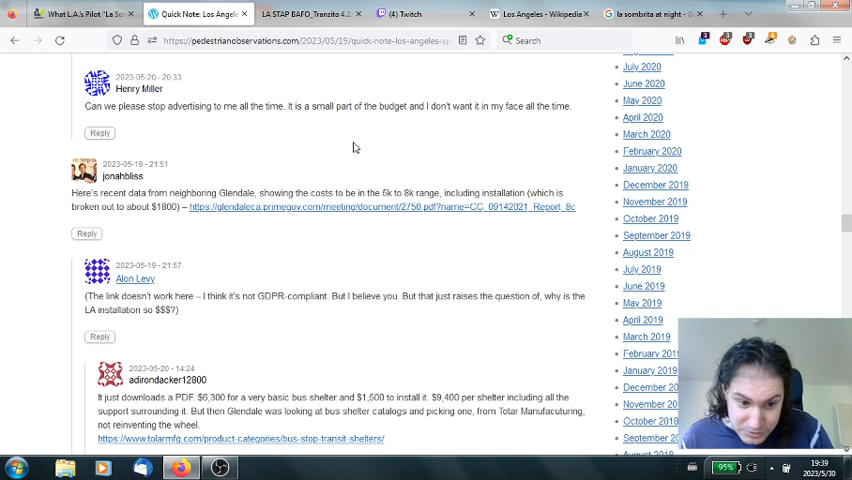 What L.A.'s Pilot "La Son
Quick Note: Los Angeles
LA STAP BAFO_Tranzito 4.2.
(4) Twitch
Los Angeles - Wikipedia
la sombrita at night - G
https://pedestrianobservations.com/2023/05/19/quick-note-los-angeles-sp
Search
2023-05-20 - 20:33
Henry Miller
Can we please stop advertising to me all the time. It is a small part of the budget and I don't want it in my face all the time.
Reply
2023-05-19 - 21:51
jonahbliss
Here's recent data from neighboring Glendale, showing the costs to be in the 5k to 8k range, including installation (which is
broken out to about $1800) – https://glendaleca.primegov.com/meeting/document/2750.pdf?name=CC_09142021_Report_8c
Reply
2023-05-19 - 21:57
Alon Levy
(The link doesn't work here – I think it's not GDPR-compliant. But I believe you. But that just raises the question of, why is the
LA installation so $$$?)
Reply
2023-05-20 - 14:24
adirondacker12800
It just downloads a PDF. $6,300 for a very basic bus shelter and $1,500 to install it. $9,400 per shelter including all the
support surrounding it. But then Glendale was looking at bus shelter catalogs and picking one, from Totar Manufacuturing,
not reinventing the wheel.
https://www.tolarmfg.com/product-categories/bus-stop-transit-shelters/
July 2020
June 2020
May 2020
April 2020
March 2020
February 2020
January 2020
December 2019
November 2019
October 2019
September 2019
August 2019
July 2019
June 2019
May 2019
April 2019
March 2019
February 2019
January 2019
December 20
November 20
October 2018
September 2
95%
19:39
2023/5/30